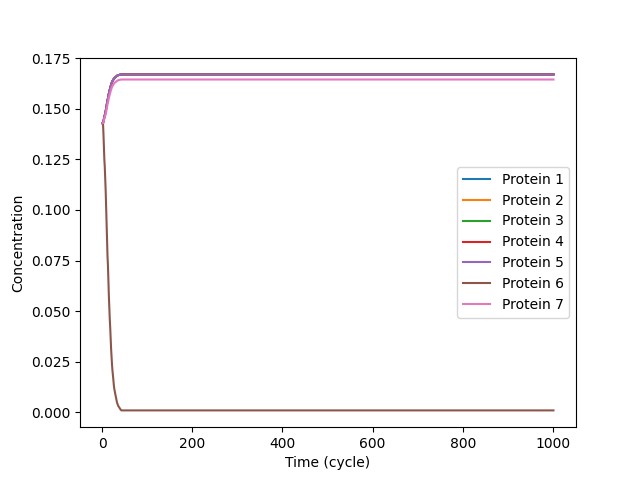 0.175
0.150
0.125
0.100
0.075
0.050
0.025
0.000
Concentration
0 200 400 600 800 1000
Time (cycle)
Protein 1
Protein 2
Protein 3
Protein 4
Protein 5
Protein 6
Protein 7